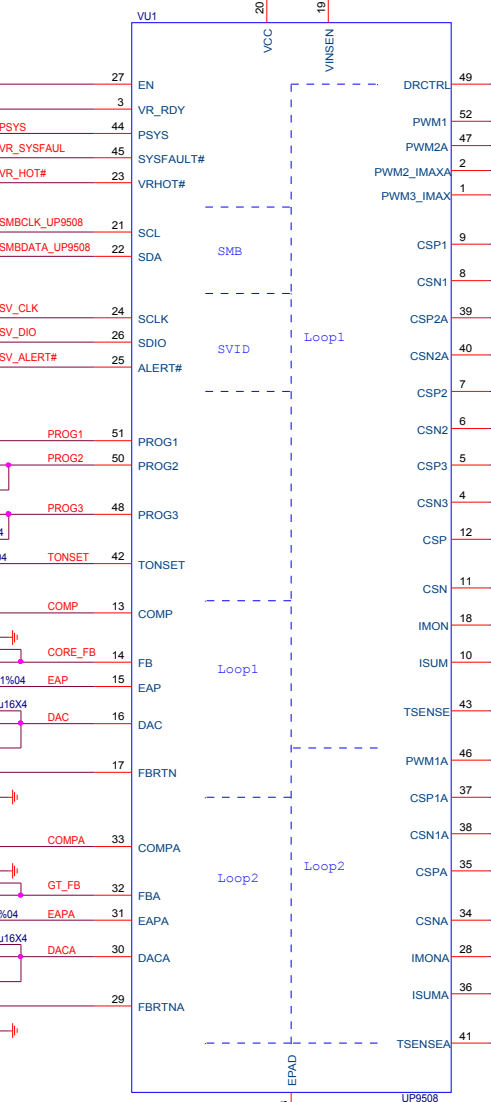 VU1
20
19
VCC
VINSEN
27 EN
DRCTRL 49
3 VR_RDY
PWM1 52
PSYS 44 PSYS
PWM2A 47
VR_SYSFAUL 45 SYSFAULT#
PWM2_IMAXA 2
VR_HOT# 23 VRHOT#
PWM3_IMAX 1
SMBCLK_UP9508 21 SCL
CSP1 9
SMBDATA_UP9508 22 SDA
SMB
CSN1 8
SV_CLK 24 SCLK
CSP2A 39
SV_DIO 26 SDIO
Loop1
SVID
CSN2A 40
SV_ALERT# 25 ALERT#
CSP2 7
PROG1 51 PROG1
CSN2 6
PROG2 50 PROG2
CSP3 5
PROG3 48 PROG3
CSN3 4
4
CSP 12
04 TONSET 42 TONSET
CSN 11
COMP 13 COMP
IMON 18
CORE_FB 14 FB
ISUM 10
Loop1
1%04 EAP 15 EAP
u16X4
DAC 16 DAC
TSENSE 43
PWM1A 46
17 FBRTN
CSP1A 37
COMPA 33 COMPA
CSN1A 38
Loop2
Loop2
CSPA 35
GT_FB 32 FBA
%04 EAPA 31 EAPA
CSNA 34
u16X4
DACA 30 DACA
IMONA 28
ISUMA 36
29 FBRTNA
TSENSEA 41
EPAD
UP9508